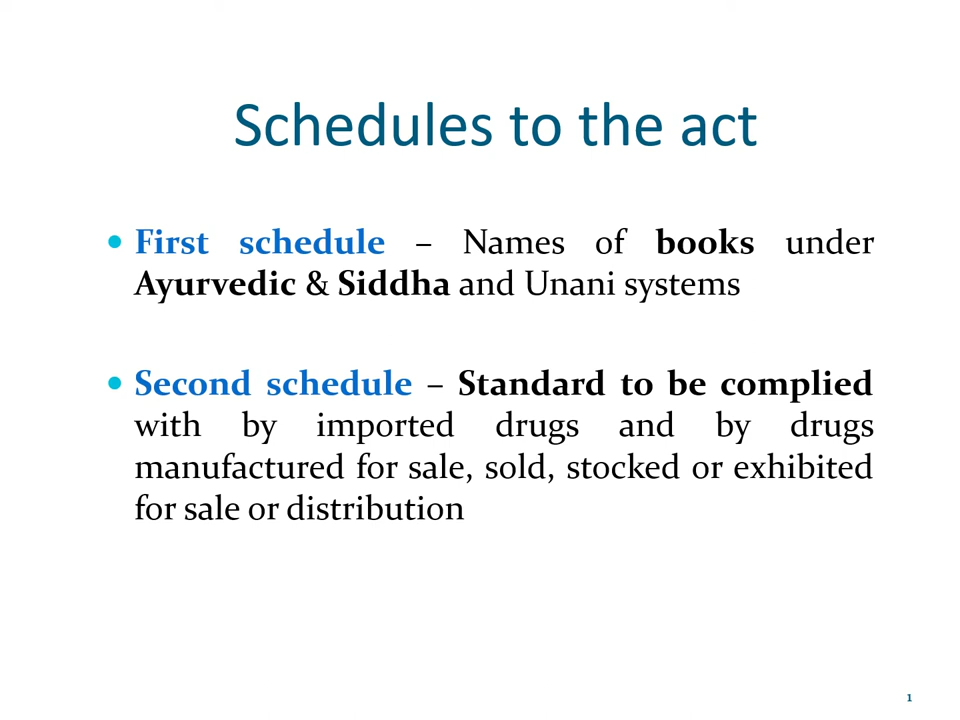 Schedules to the act
• First schedule – Names of books under
Ayurvedic & Siddha and Unani systems
• Second schedule – Standard to be complied
with by imported drugs and by drugs
manufactured for sale, sold, stocked or exhibited
for sale or distribution
1